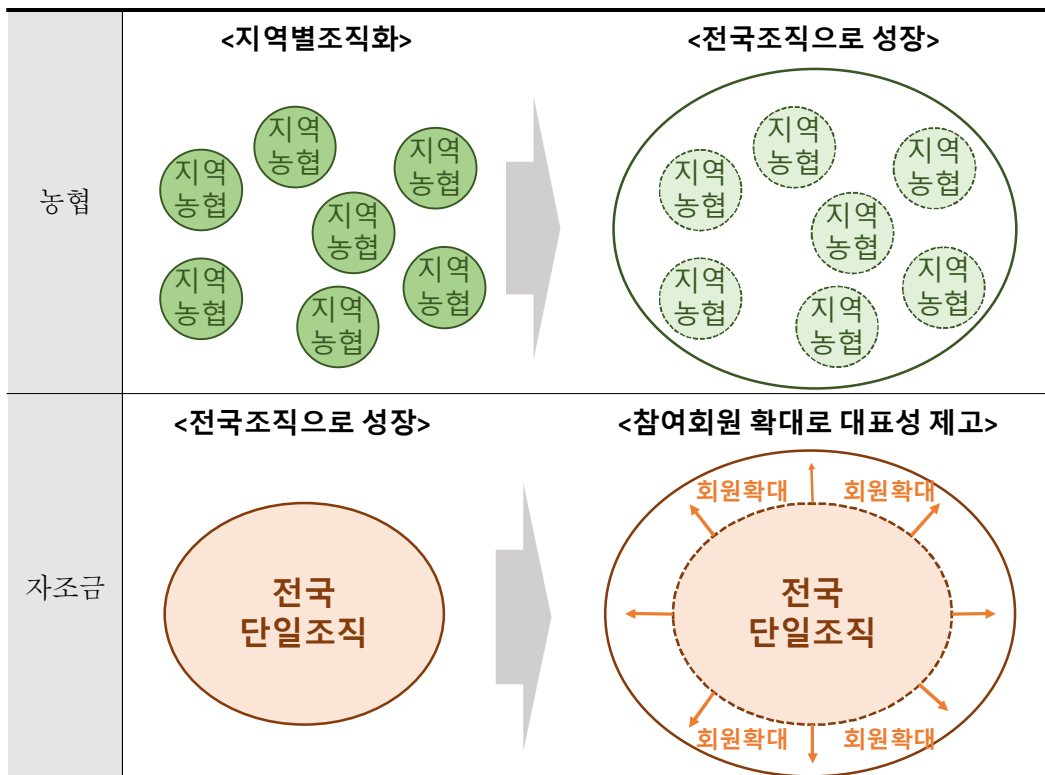 <지역별조직화>
<전국조직으로 성장>
농협
지역
농협
지역
농협
지역
농협
지역
농협
지역
농협
지역
농협
지역
농협
지역
농협
지역
농협
지역
농협
지역
농협
지역
농협
지역
농협
지역
농협
<전국조직으로 성장>
<참여회원 확대로 대표성 제고>
자조금
전국
단일조직
회원확대
회원확대
전국
단일조직
회원확대
회원확대